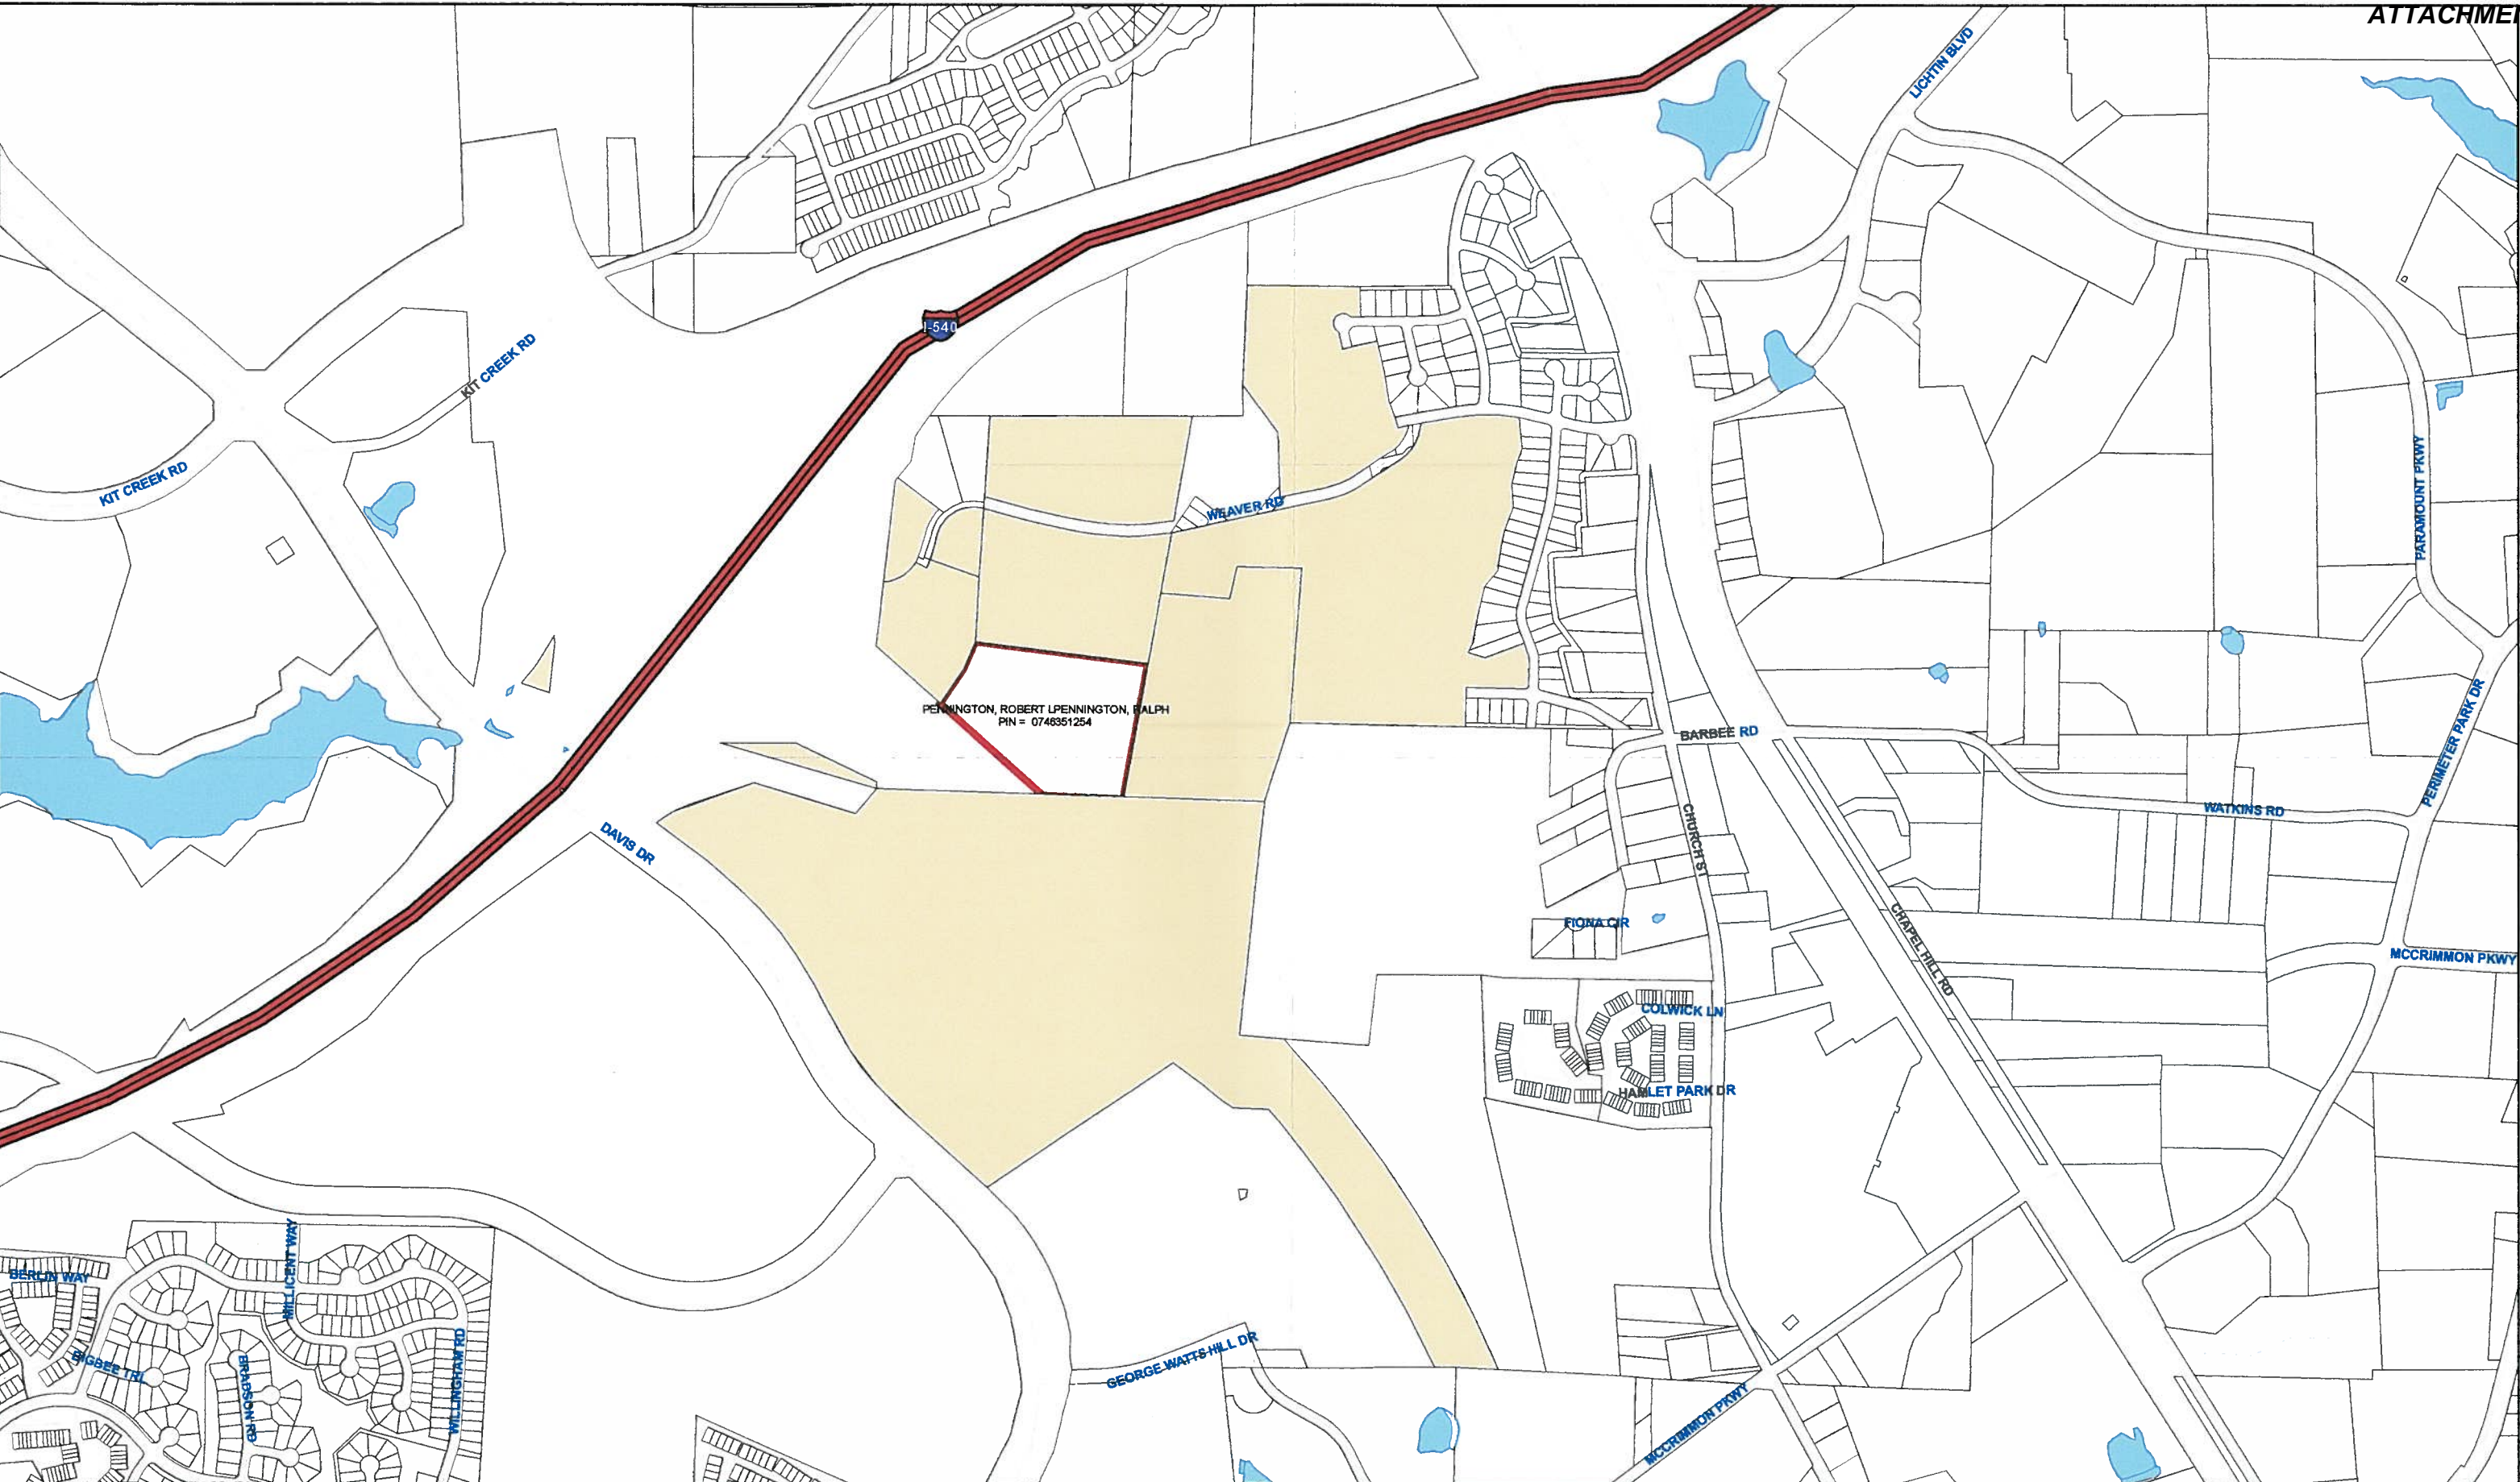 ATTACHME
LICHTIN BLVD
I-540
KIT CREEK RD
KIT CREEK RD
PARAMOUNT PKWY
WEAVER RD
PENNINGTON, ROBERT LPENNINGTON, RALPH
PIN = 0746351254
BARBEE RD
PERIMETER PARK DR
WATKINS RD
DAVIS DR
CHURCH ST
FIONA CIR
CHAPEL HILL RD
MCCRIMMON PKWY
COLWICK LN
HAMLET PARK DR
MILLICENT WAY
BERLIN WAY
BIGBEE TRL
BRADSON RD
WILLINGHAM RD
GEORGE WATTS HILL DR
MCCRIMMON PKWY